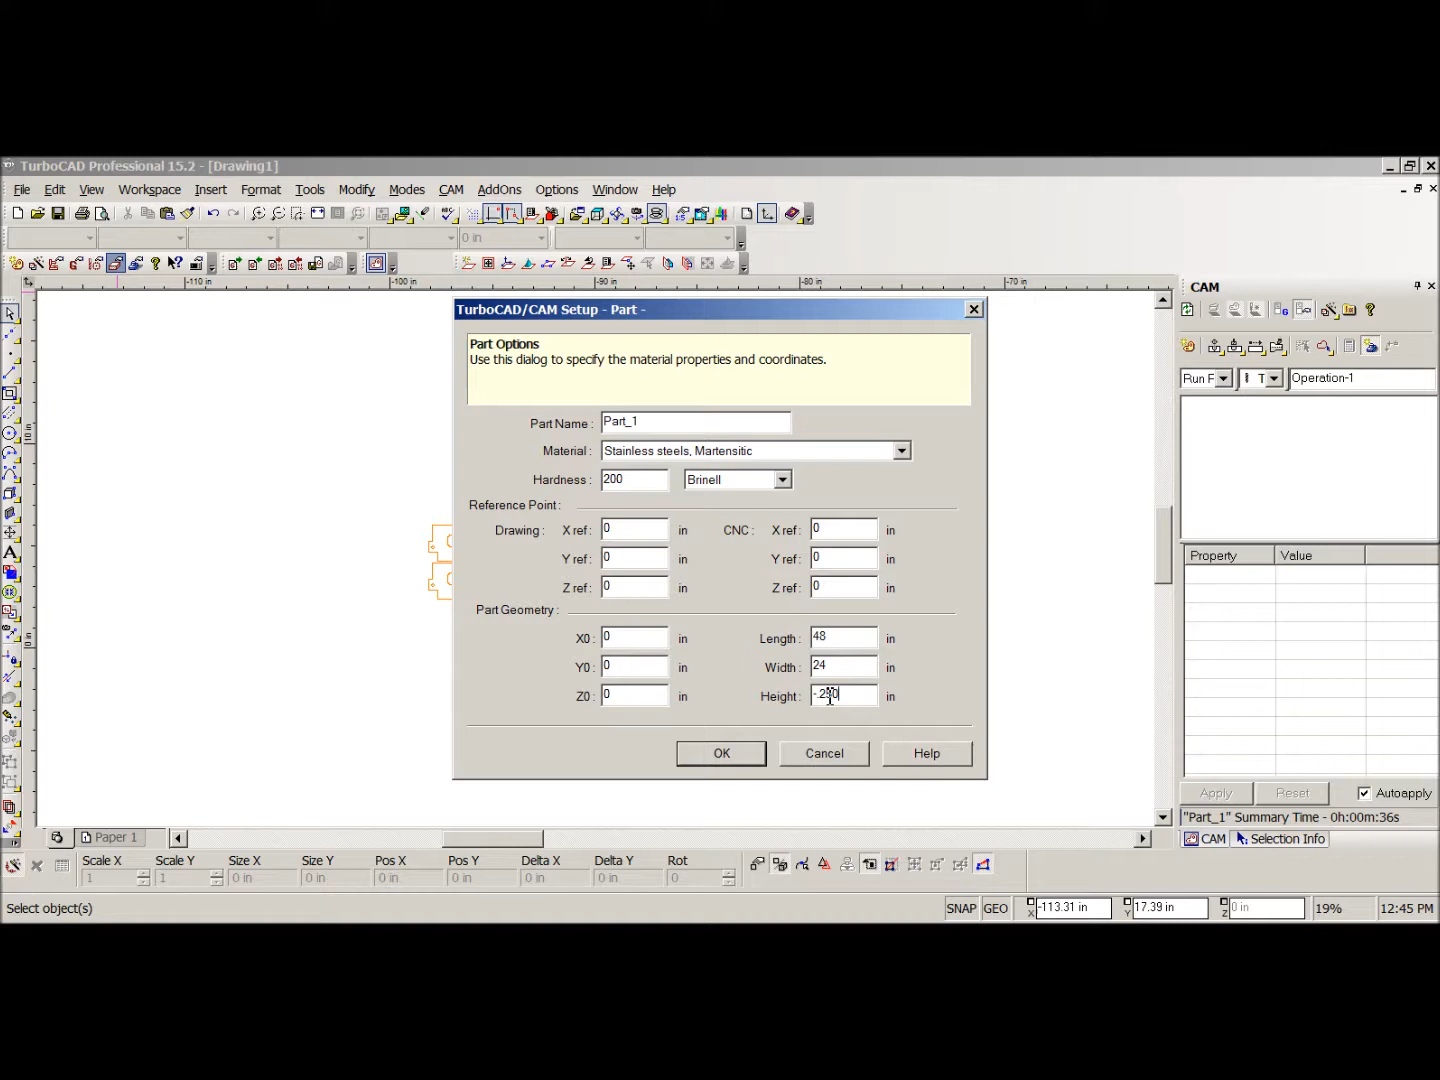 TurboCAD Professional 15.2 - [Drawing1]
File Edit View Workspace Insert Format Tools Modify Modes CAM AddOns Options Window Help
0 in
-110 in -100 in -90 in -80 in -70 in
CAM
TurboCAD/CAM Setup - Part -
Part Options
Use this dialog to specify the material properties and coordinates.
Run F T Operation-1
Part Name : Part_1
Material : Stainless steels, Martensitic
Hardness : 200 Brinell
Reference Point :
Drawing : X ref : 0 in CNC : X ref : 0 in
Y ref : 0 in Y ref : 0 in
Z ref : 0 in Z ref : 0 in
Property Value
Part Geometry :
X0 : 0 in Length : 48 in
Y0 : 0 in Width : 24 in
Z0 : 0 in Height : in
OK Cancel Help
10 in
0 in
Apply Reset Autoapply
"Part_1" Summary Time - 0h:00m:36s
Paper 1
CAM Selection Info
Scale X Scale Y Size X Size Y Pos X Pos Y Delta X Delta Y Rot
1 1 0 in 0 in 0 in 0 in 0 in 0 in 0
Select object(s)
SNAP GEO X -113.31 in Y 17.39 in Z 0 in 19% 12:45 PM